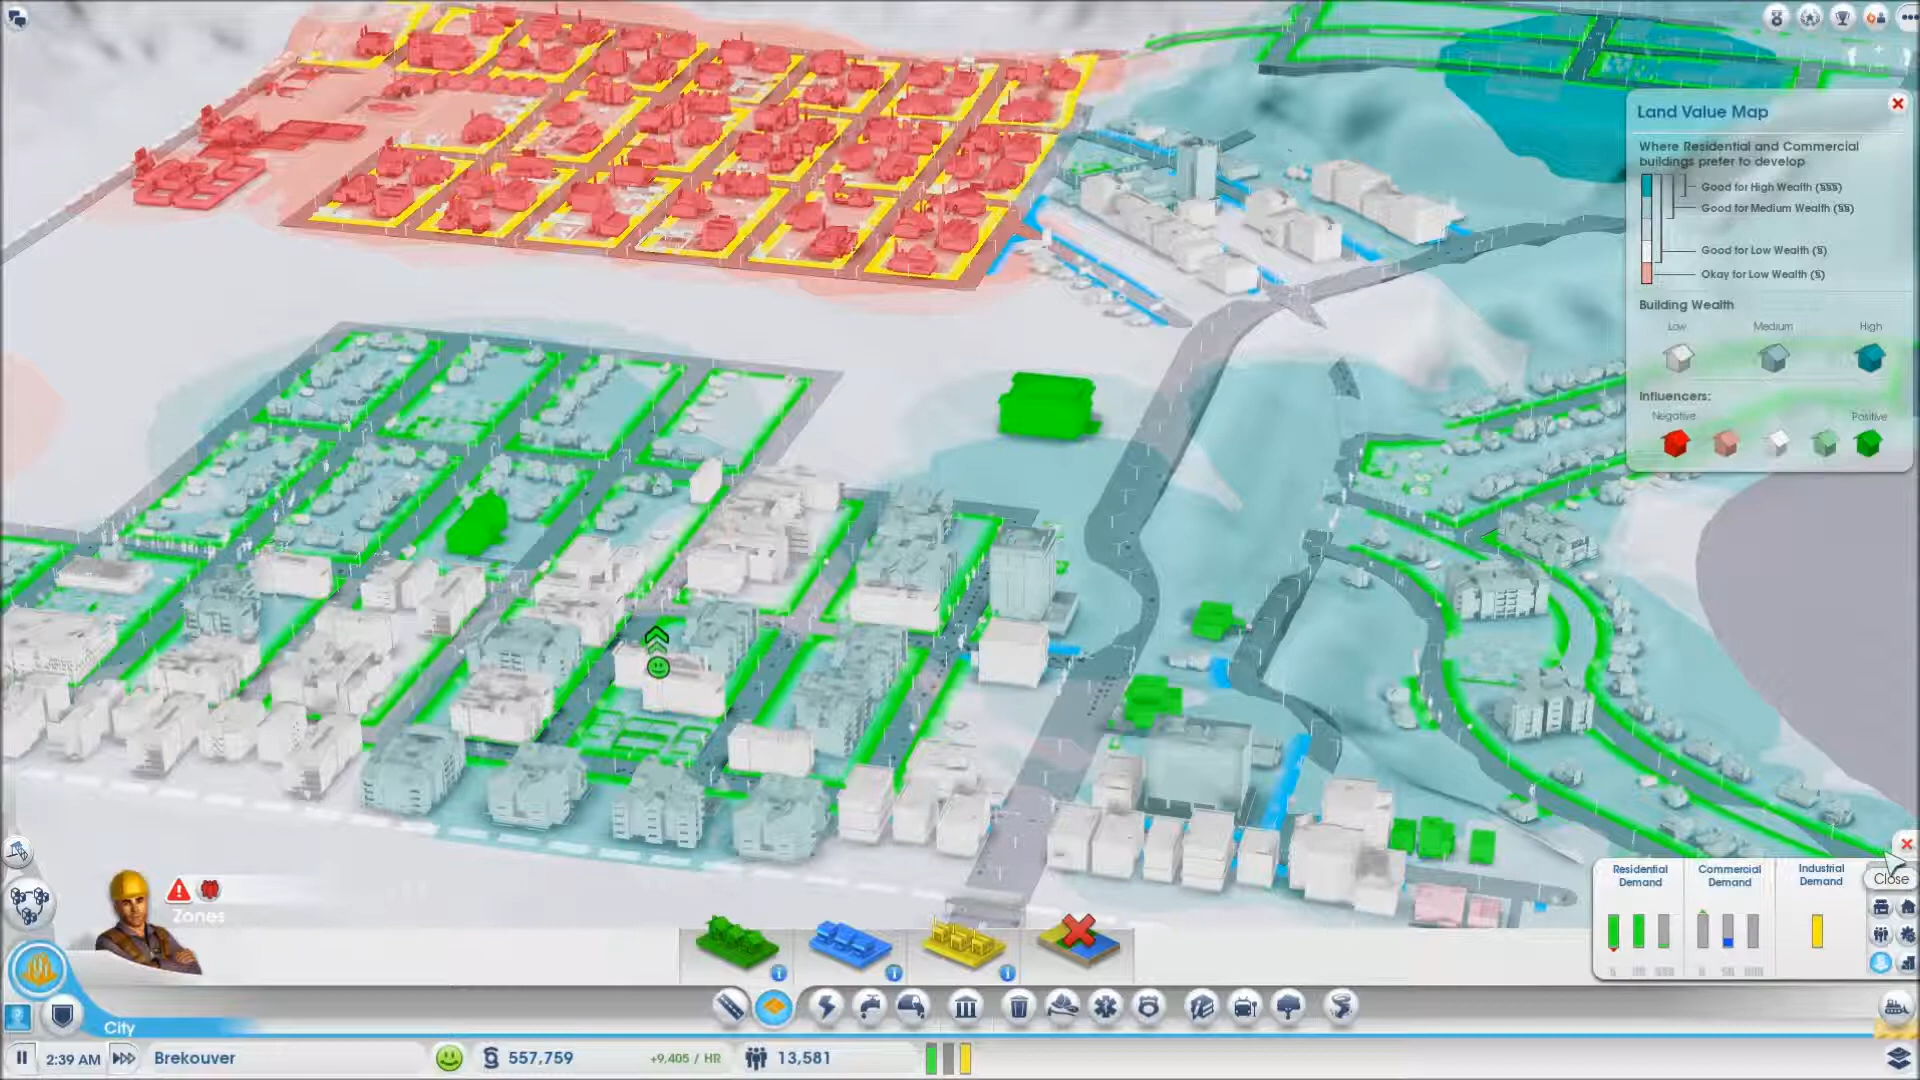 Land Value Map
Where Residential and Commercial
buildings prefer to develop
Good for High Wealth (§§§)
Good for Medium Wealth (§§)
Good for Low Wealth (§)
Okay for Low Wealth (§)
Building Wealth
Low
Medium
High
Influencers:
Negative
Positive
Residential
Demand
Commercial
Demand
Industrial
Demand
Close
§ §§ §§§
§ §§ §§§
Zones
City
2:39 AM
Brekouver
557,759
+9,405 / HR
13,581